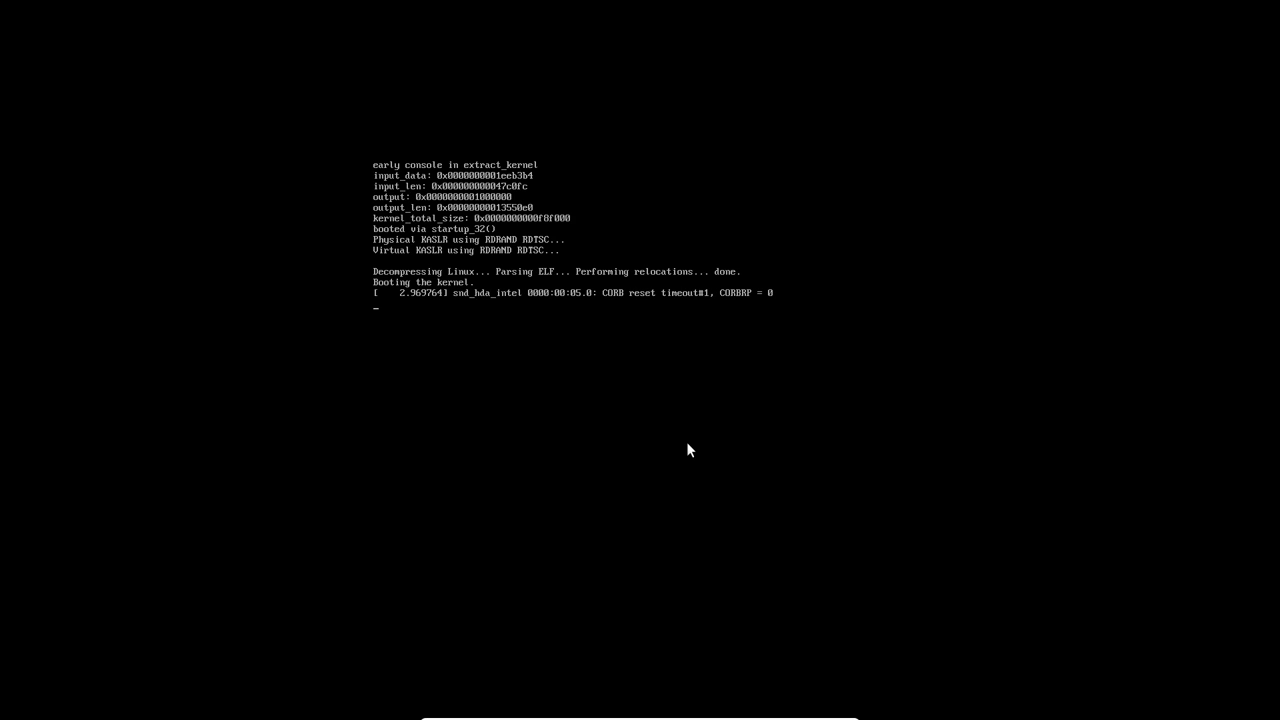 early console in extract_kernel
input_data: 0x0000000001eeb3b4
input_len: 0x000000000047c0fc
output: 0x0000000001000000
output_len: 0x00000000013550e0
kernel_total_size: 0x0000000000f8f000
booted via startup_32()
Physical KASLR using RDRAND RDTSC...
Virtual KASLR using RDRAND RDTSC...
Decompressing Linux... Parsing ELF... Performing relocations... done.
Booting the kernel.
[    2.969764] snd_hda_intel 0000:00:05.0: CORB reset timeout#1, CORBRP = 0
_